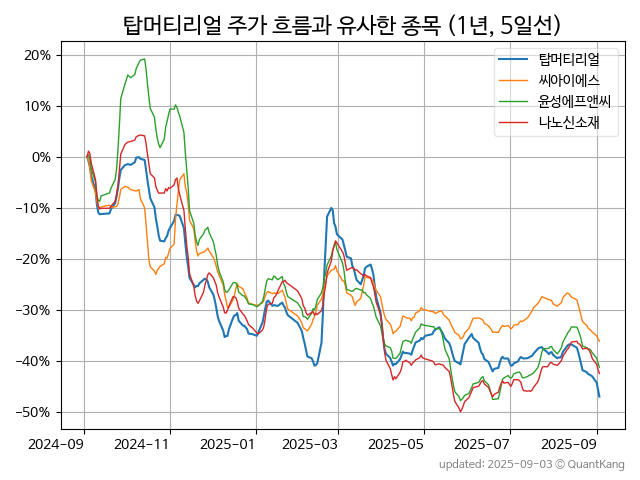 탑머티리얼 주가 흐름과 유사한 종목 (1년, 5일선)
탑머티리얼
씨아이에스
윤성에프앤씨
나노신소재
20%
10%
0%
−10%
−20%
−30%
−40%
−50%
2024-09 2024-11 2025-01 2025-03 2025-05 2025-07 2025-09
updated: 2025-09-03 © QuantKang